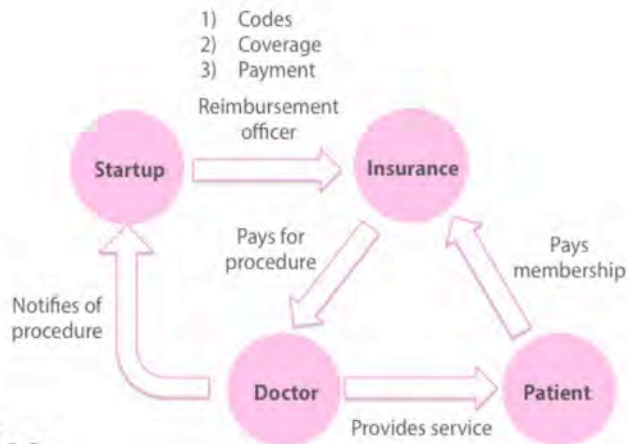 1) Codes
2) Coverage
3) Payment
Reimbursement
officer
Startup
Insurance
Pays for
procedure
Pays
membership
Notifies of
procedure
Doctor
Patient
Provides service